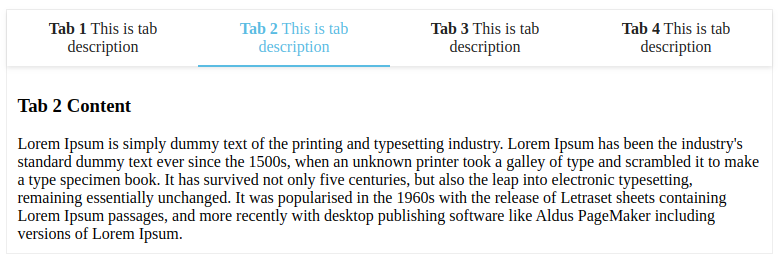 Tab 1 This is tab
description
Tab 2 This is tab
description
Tab 3 This is tab
description
Tab 4 This is tab
description
Tab 2 Content
Lorem Ipsum is simply dummy text of the printing and typesetting industry. Lorem Ipsum has been the industry's
standard dummy text ever since the 1500s, when an unknown printer took a galley of type and scrambled it to make
a type specimen book. It has survived not only five centuries, but also the leap into electronic typesetting,
remaining essentially unchanged. It was popularised in the 1960s with the release of Letraset sheets containing
Lorem Ipsum passages, and more recently with desktop publishing software like Aldus PageMaker including
versions of Lorem Ipsum.